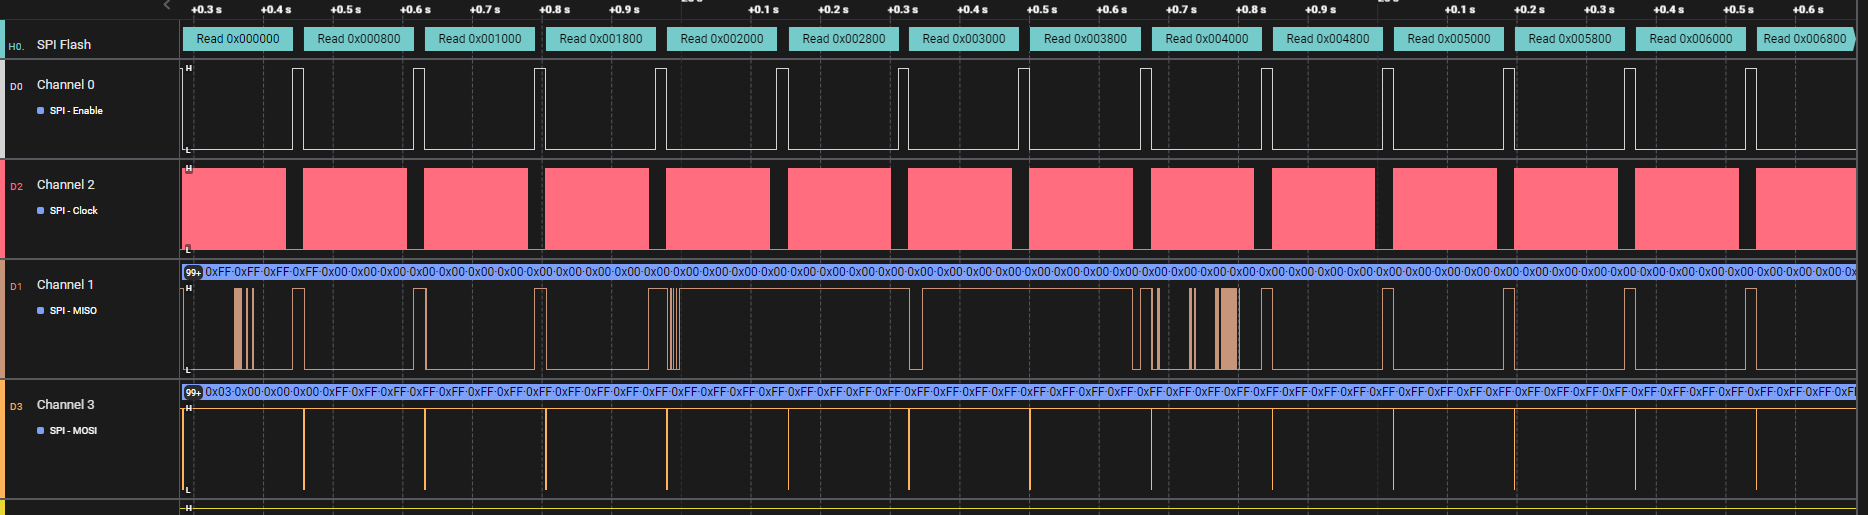 +0.3 s +0.4 s +0.5 s +0.6 s +0.7 s +0.8 s +0.9 s +0.1 s +0.2 s +0.3 s +0.4 s +0.5 s +0.6 s +0.7 s +0.8 s +0.9 s +0.1 s +0.2 s +0.3 s +0.4 s +0.5 s +0.6 s
H0. SPI Flash Read 0x000000 Read 0x000800 Read 0x001000 Read 0x001800 Read 0x002000 Read 0x002800 Read 0x003000 Read 0x003800 Read 0x004000 Read 0x004800 Read 0x005000 Read 0x005800 Read 0x006000 Read 0x006800
H
D0 Channel 0
SPI - Enable
L
H
D2 Channel 2
SPI - Clock
L
99+ 0xFF·0xFF·0xFF·0xFF·0x00·0x00·0x00·0x00·0x00·0x00·0x00·0x00·0x00·0x00·0x00·0x00·0x00·0x00·0x00·0x00·0x00·0x00·0x00·0x00·0x00·0x00·0x00·0x00·0x00·0x00·0x00·0x00·0x00·0x00·0x00·0x00·0x00·0x00·0x00·0x00·0x00·0x00·0x00·0x00·0x00·0x00·0x00·0x00·0x00·0x00·0x00·0x00·0x00·0x00·0x00·0x00·0x00
D1 Channel 1 H
SPI - MISO
L
99+ 0x03·0x00·0x00·0x00·0xFF·0xFF·0xFF·0xFF·0xFF·0xFF·0xFF·0xFF·0xFF·0xFF·0xFF·0xFF·0xFF·0xFF·0xFF·0xFF·0xFF·0xFF·0xFF·0xFF·0xFF·0xFF·0xFF·0xFF·0xFF·0xFF·0xFF·0xFF·0xFF·0xFF·0xFF·0xFF·0xFF·0xFF·0xFF·0xFF·0xFF·0xFF·0xFF·0xFF·0xFF·0xFF·0xFF·0xFF·0xFF·0xFF·0xFF·0xFF·0xFF·0xFF·0xFF·0xFF·0xFF
D3 Channel 3 H
SPI - MOSI
L
H